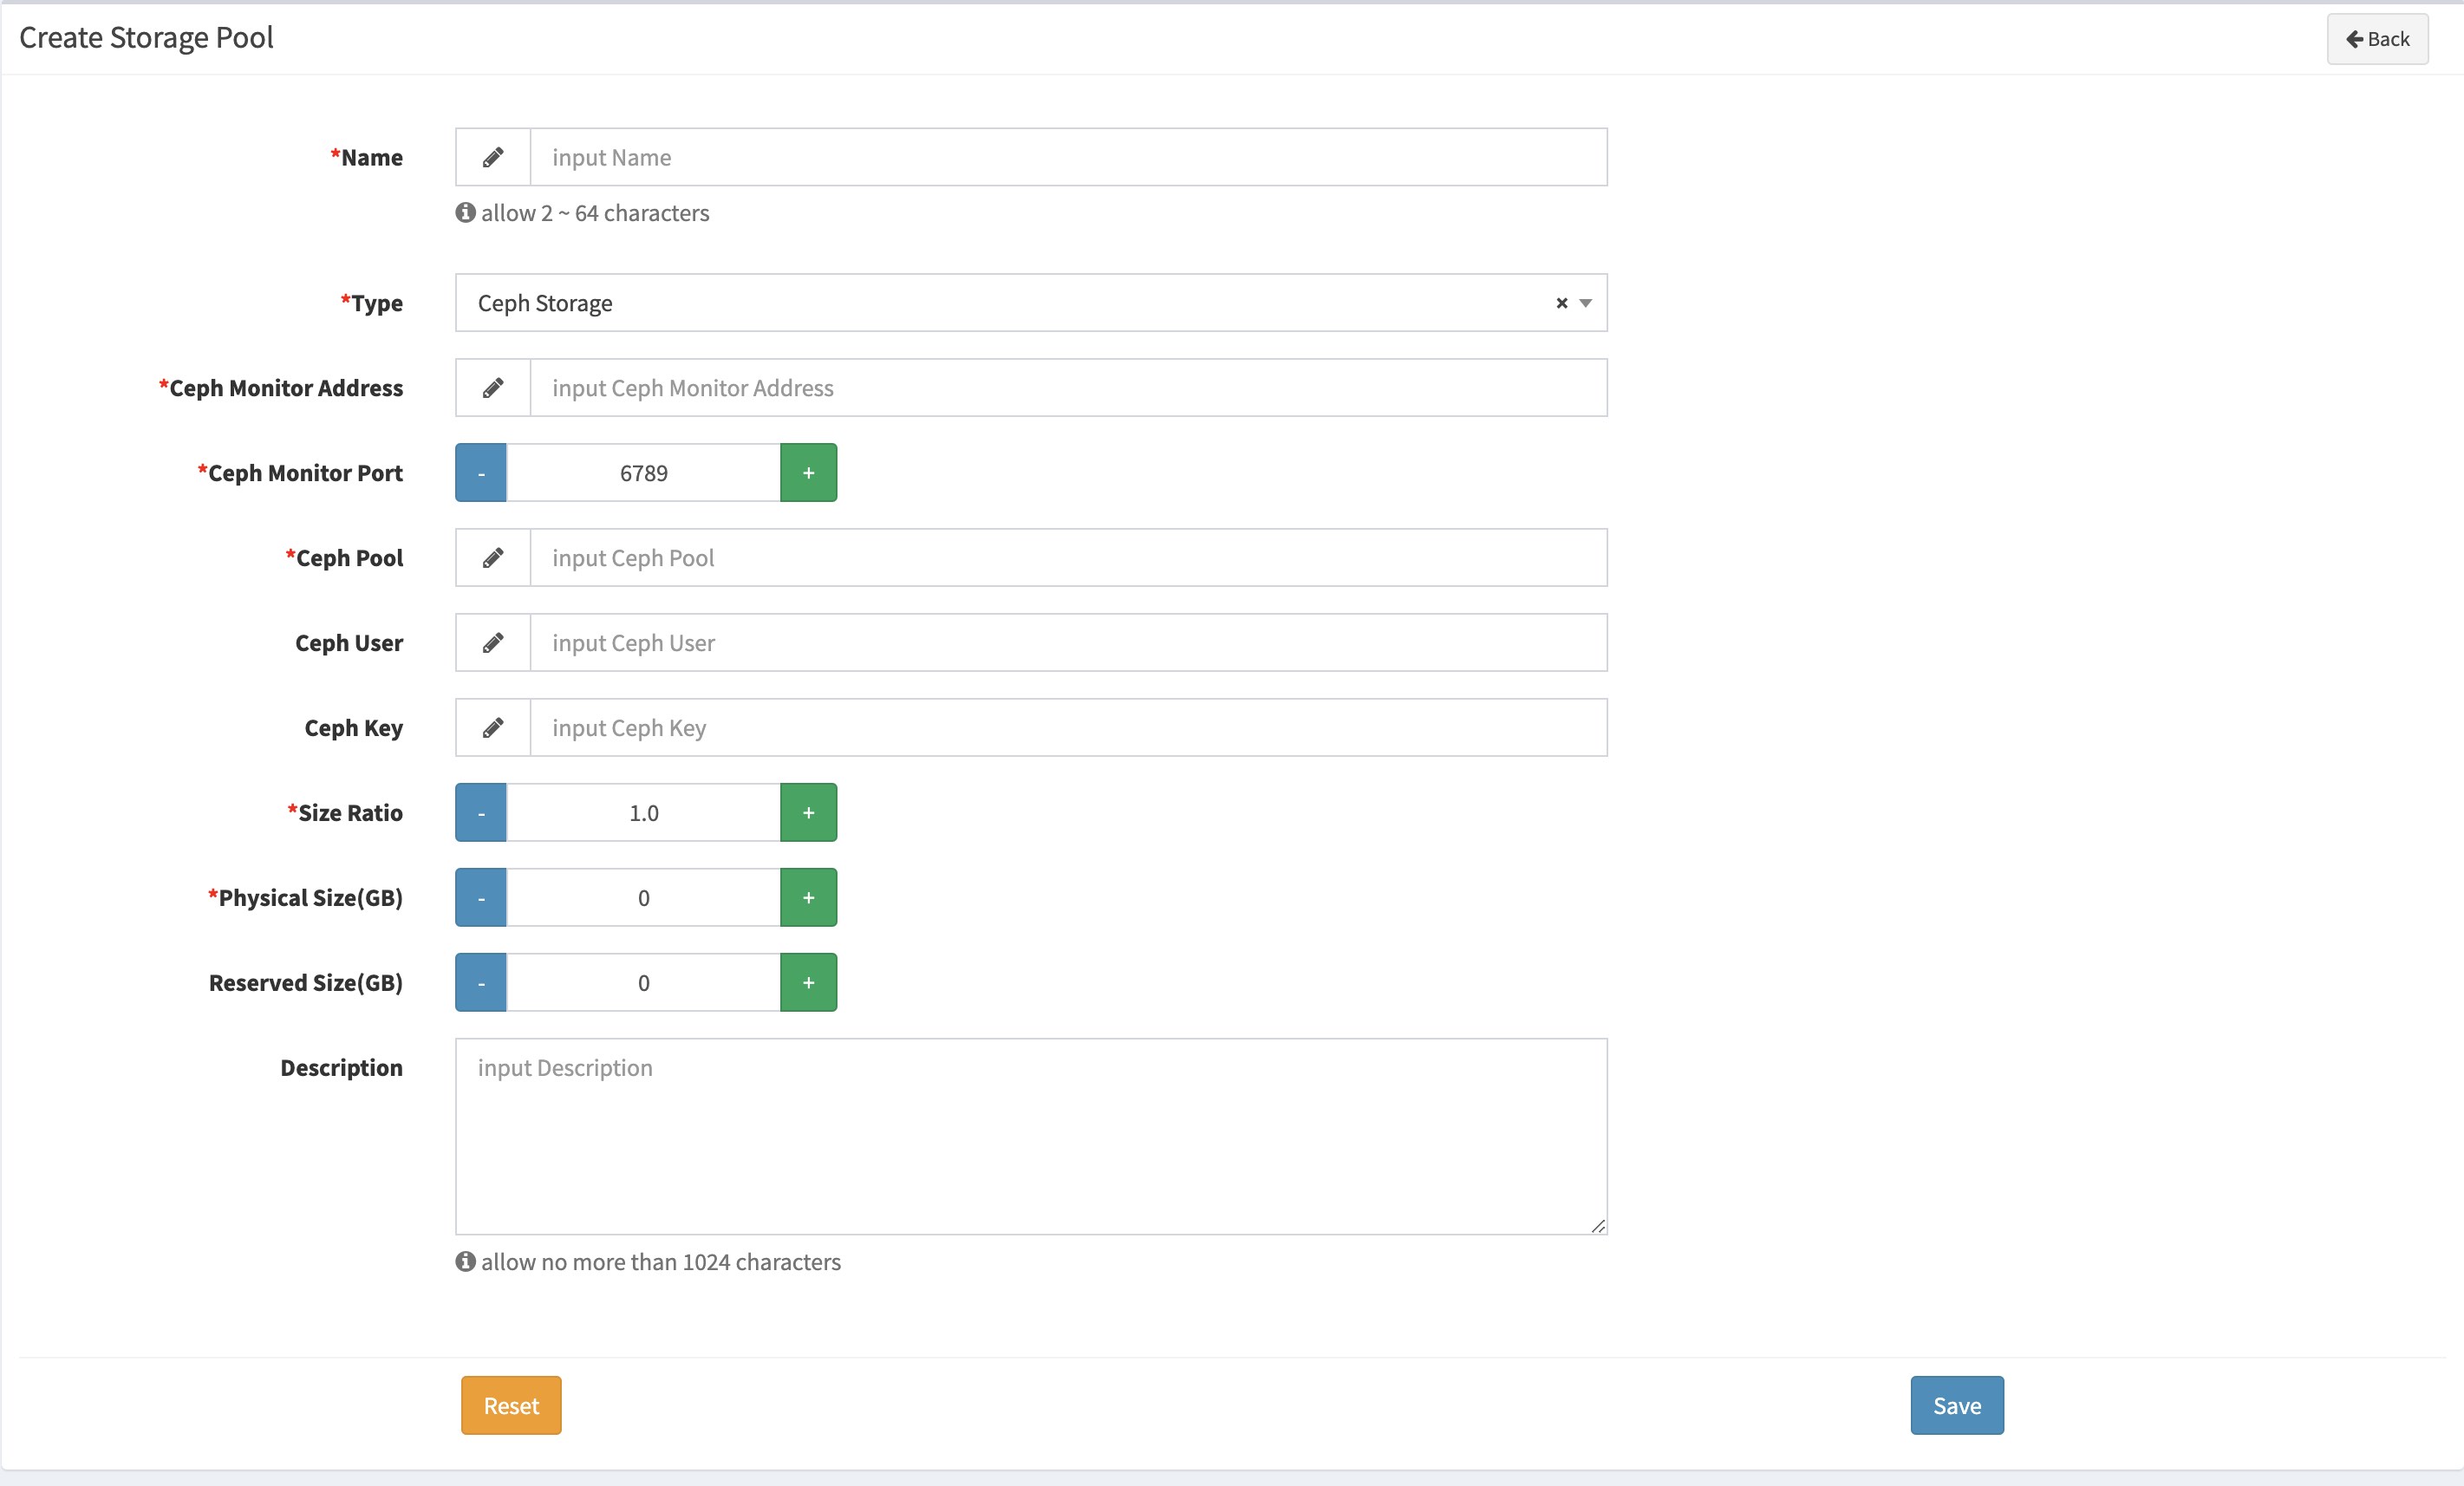 Create Storage Pool
Back
*Name
input Name
allow 2 ~ 64 characters
*Type
Ceph Storage
*Ceph Monitor Address
input Ceph Monitor Address
*Ceph Monitor Port
- 6789 +
*Ceph Pool
input Ceph Pool
Ceph User
input Ceph User
Ceph Key
input Ceph Key
*Size Ratio
- 1.0 +
*Physical Size(GB)
- 0 +
Reserved Size(GB)
- 0 +
Description
input Description
allow no more than 1024 characters
Reset
Save